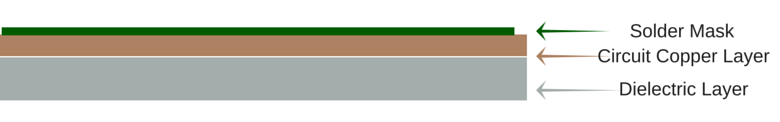 Solder Mask
Circuit Copper Layer
Dielectric Layer